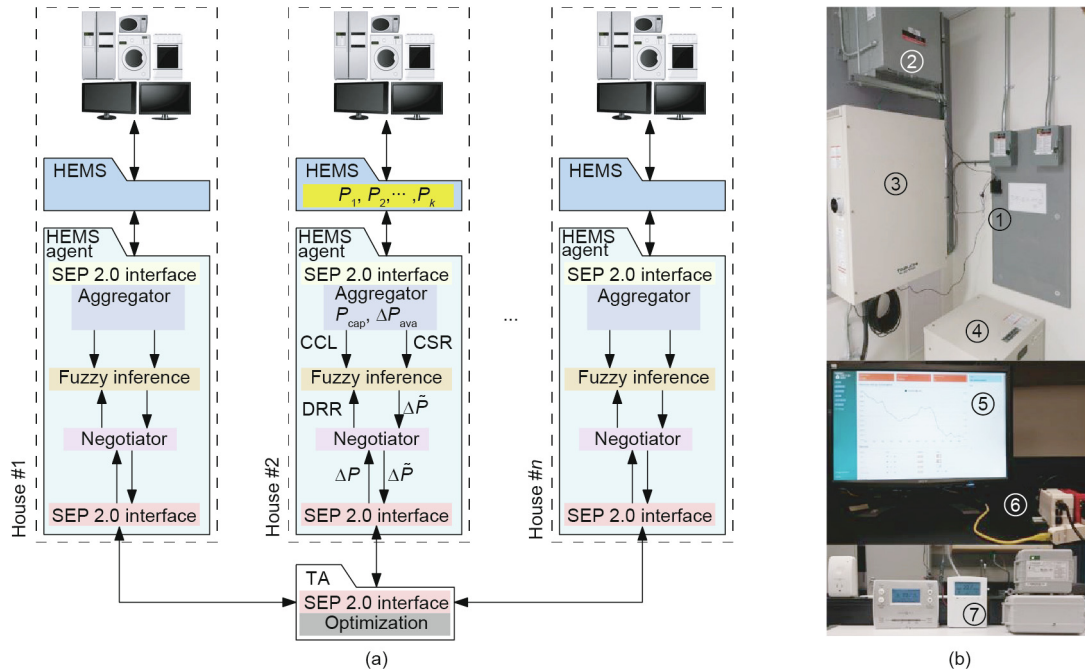 HEMS
HEMS
agent
SEP 2.0 interface
Aggregator
Fuzzy inference
Negotiator
SEP 2.0 interface
House #1
HEMS
P1, P2,··· ,Pk
HEMS
agent
SEP 2.0 interface
Aggregator
Pcap, ΔPava
CCL
CSR
Fuzzy inference
DRR
ΔP̃
Negotiator
ΔP
ΔP̃
SEP 2.0 interface
House #2
...
HEMS
HEMS
agent
SEP 2.0 interface
Aggregator
Fuzzy inference
Negotiator
SEP 2.0 interface
House #n
TA
SEP 2.0 interface
Optimization
(a)
②
③
①
④
⑤
⑥
⑦
(b)